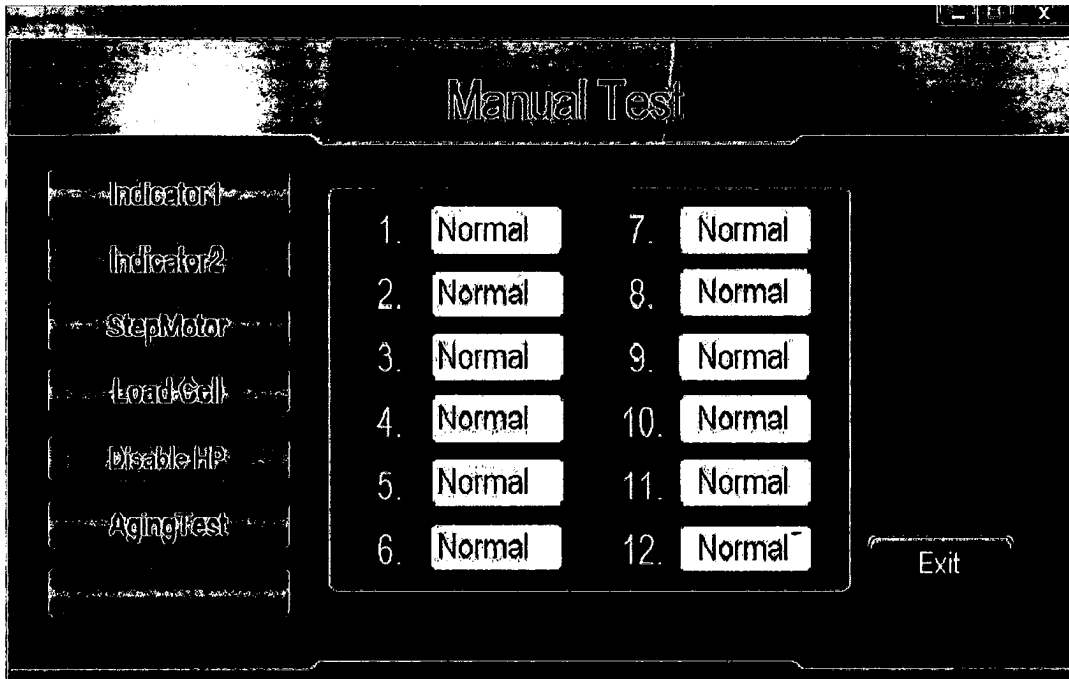 Manual Test
Indicator1
Indicator2
StepMotor
Load Cell
Disable HP
AgingTest
1. Normal 7. Normal
2. Normal 8. Normal
3. Normal 9. Normal
4. Normal 10. Normal
5. Normal 11. Normal
6. Normal 12. Normal
Exit